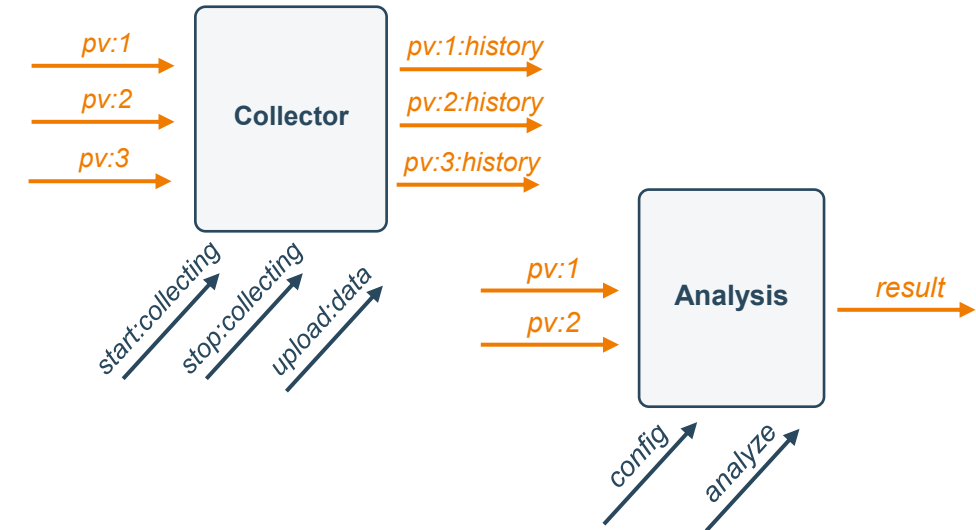 pv:1
pv:2
pv:3
Collector
pv:1:history
pv:2:history
pv:3:history
start:collecting
stop:collecting
upload:data
pv:1
pv:2
Analysis
result
config
analyze